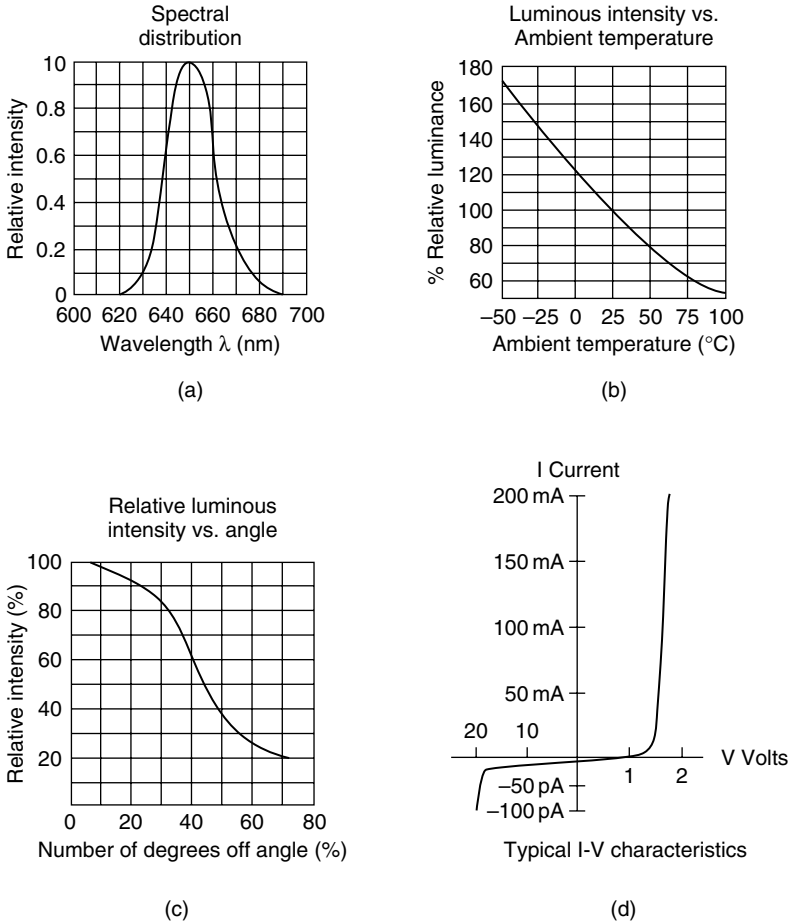 Spectral
distribution
10
0.8
0.6
0.4
0.2
0
Relative intensity
600 620 640 660 680 700
Wavelength λ (nm)
(a)
Luminous intensity vs.
Ambient temperature
180
160
140
120
100
80
60
% Relative luminance
–50 –25 0 25 50 75 100
Ambient temperature (°C)
(b)
Relative luminous
intensity vs. angle
100
80
60
40
20
Relative intensity (%)
0 20 40 60 80
Number of degrees off angle (%)
(c)
I Current
200 mA
150 mA
100 mA
50 mA
20 10
V Volts
1 2
–50 pA
–100 pA
Typical I-V characteristics
(d)